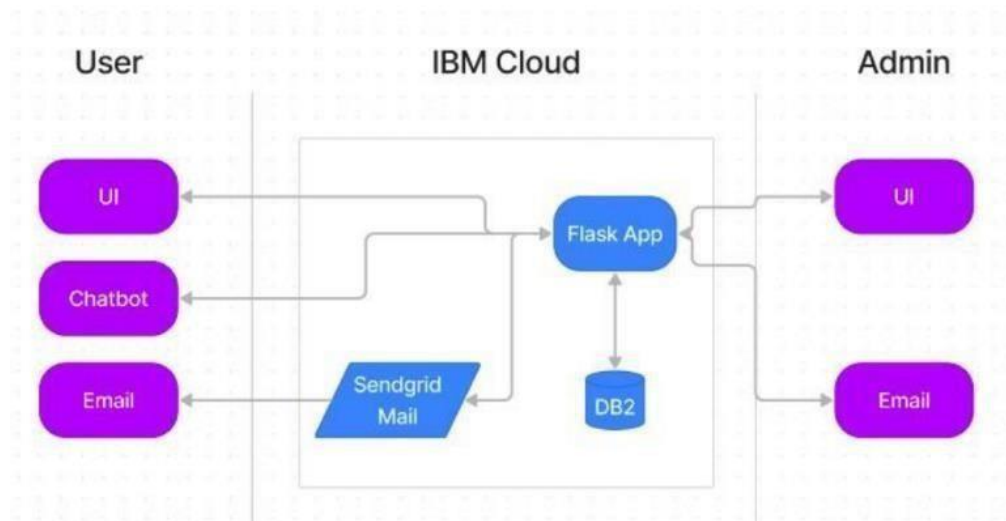 User
IBM Cloud
Admin
UI
Flask App
UI
Chatbot
Email
Sendgrid
Mail
DB2
Email